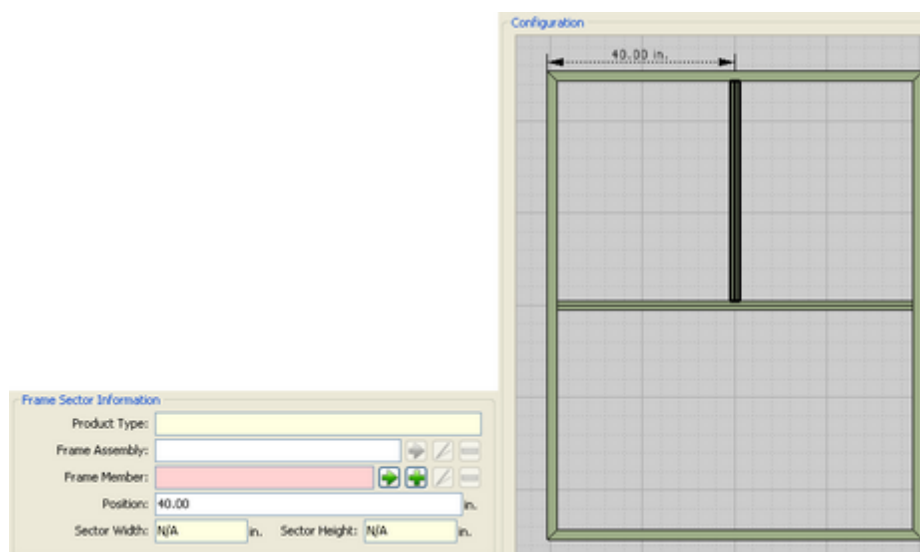 Configuration
40.00 in.
Frame Sector Information
Product Type:
Frame Assembly:
Frame Member:
Position: 40.00 in.
Sector Width: N/A in. Sector Height: N/A in.